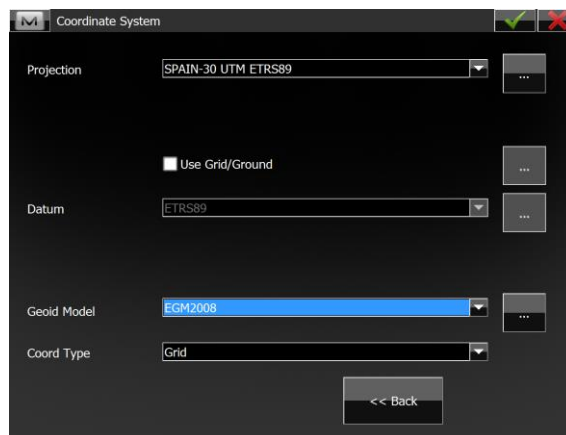 M Coordinate System
Projection SPAIN-30 UTM ETRS89 ...
Use Grid/Ground ...
Datum ETRS89 ...
Geoid Model EGM2008 ...
Coord Type Grid
<< Back